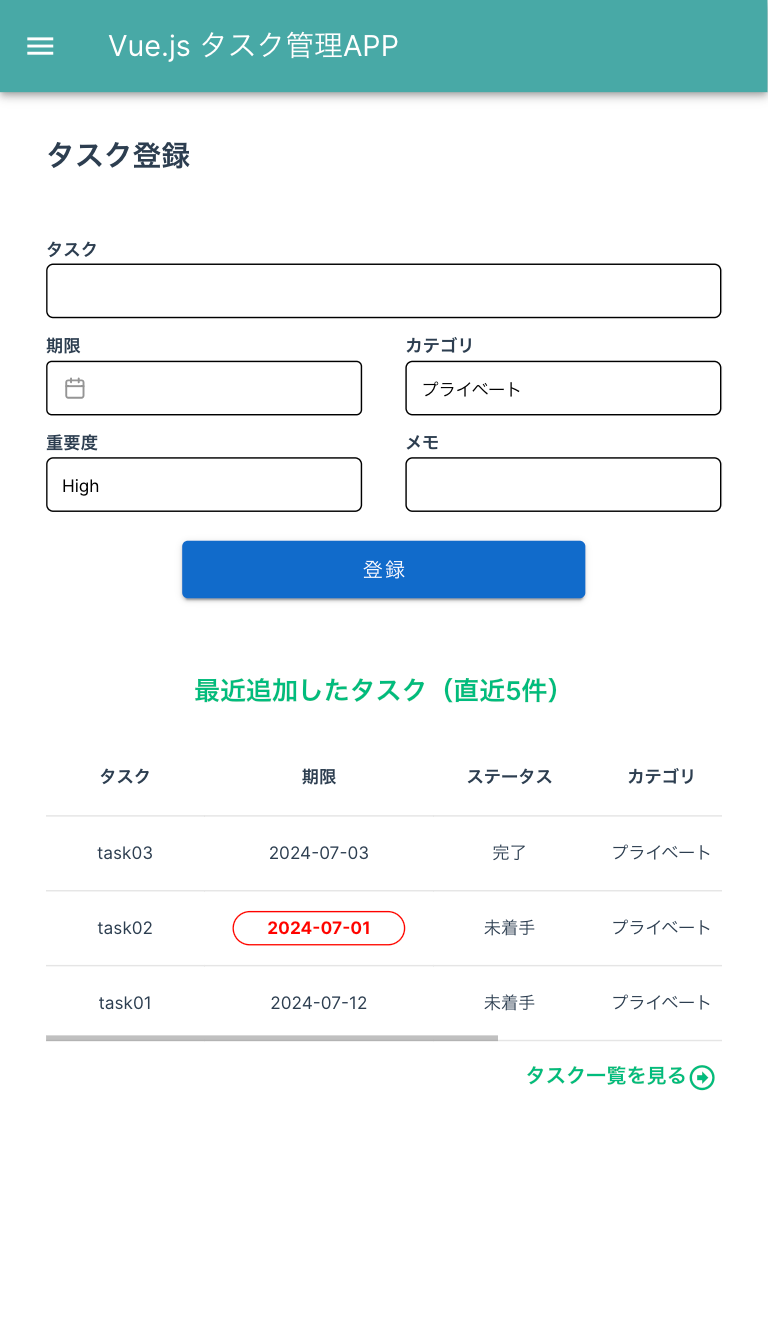 Vue.js タスク管理APP
タスク登録
タスク
期限 カテゴリ
プライベート
重要度 メモ
High
登録
最近追加したタスク（直近5件）
タスク 期限 ステータス カテゴリ
task03 2024-07-03 完了 プライベート
task02 2024-07-01 未着手 プライベート
task01 2024-07-12 未着手 プライベート
タスク一覧を見る